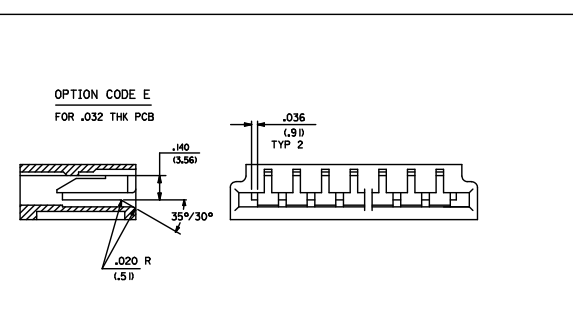 OPTION CODE E
FOR .032 THK PCB
.140
(3.56)
.036
(.91)
TYP 2
35°/30°
.020 R
(.51)